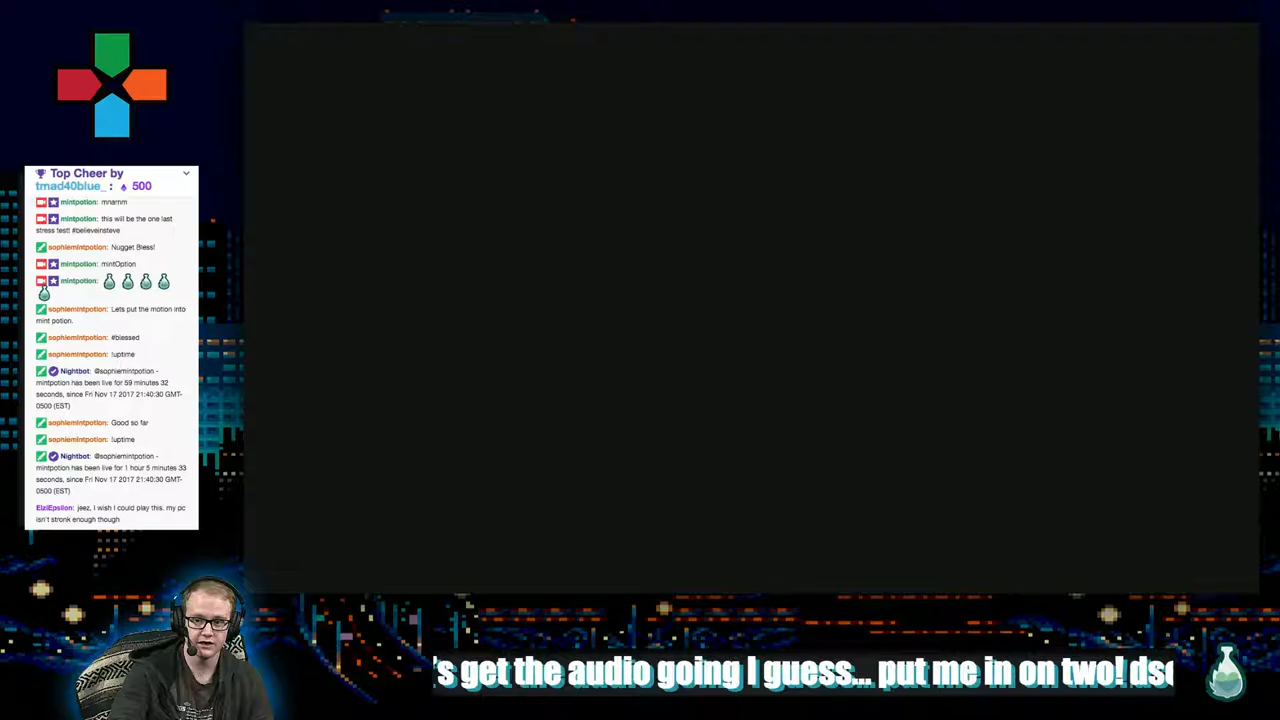 Top Cheer by
tmad40blue_ : 500
mintpotion: mnarnm
mintpotion: this will be the one last
stress test! #believeinsteve
sophiemintpotion: Nugget Bless!
mintpotion: mintOption
mintpotion:
sophiemintpotion: Lets put the motion into
mint potion.
sophiemintpotion: #blessed
sophiemintpotion: !uptime
Nightbot: @sophiemintpotion -
mintpotion has been live for 59 minutes 32
seconds, since Fri Nov 17 2017 21:40:30 GMT-
0500 (EST)
sophiemintpotion: Good so far
sophiemintpotion: !uptime
Nightbot: @sophiemintpotion -
mintpotion has been live for 1 hour 5 minutes 33
seconds, since Fri Nov 17 2017 21:40:30 GMT-
0500 (EST)
ElziEpsilon: jeez, I wish I could play this. my pc
isn't stronk enough though
's get the audio going I guess... put me in on two! dsc